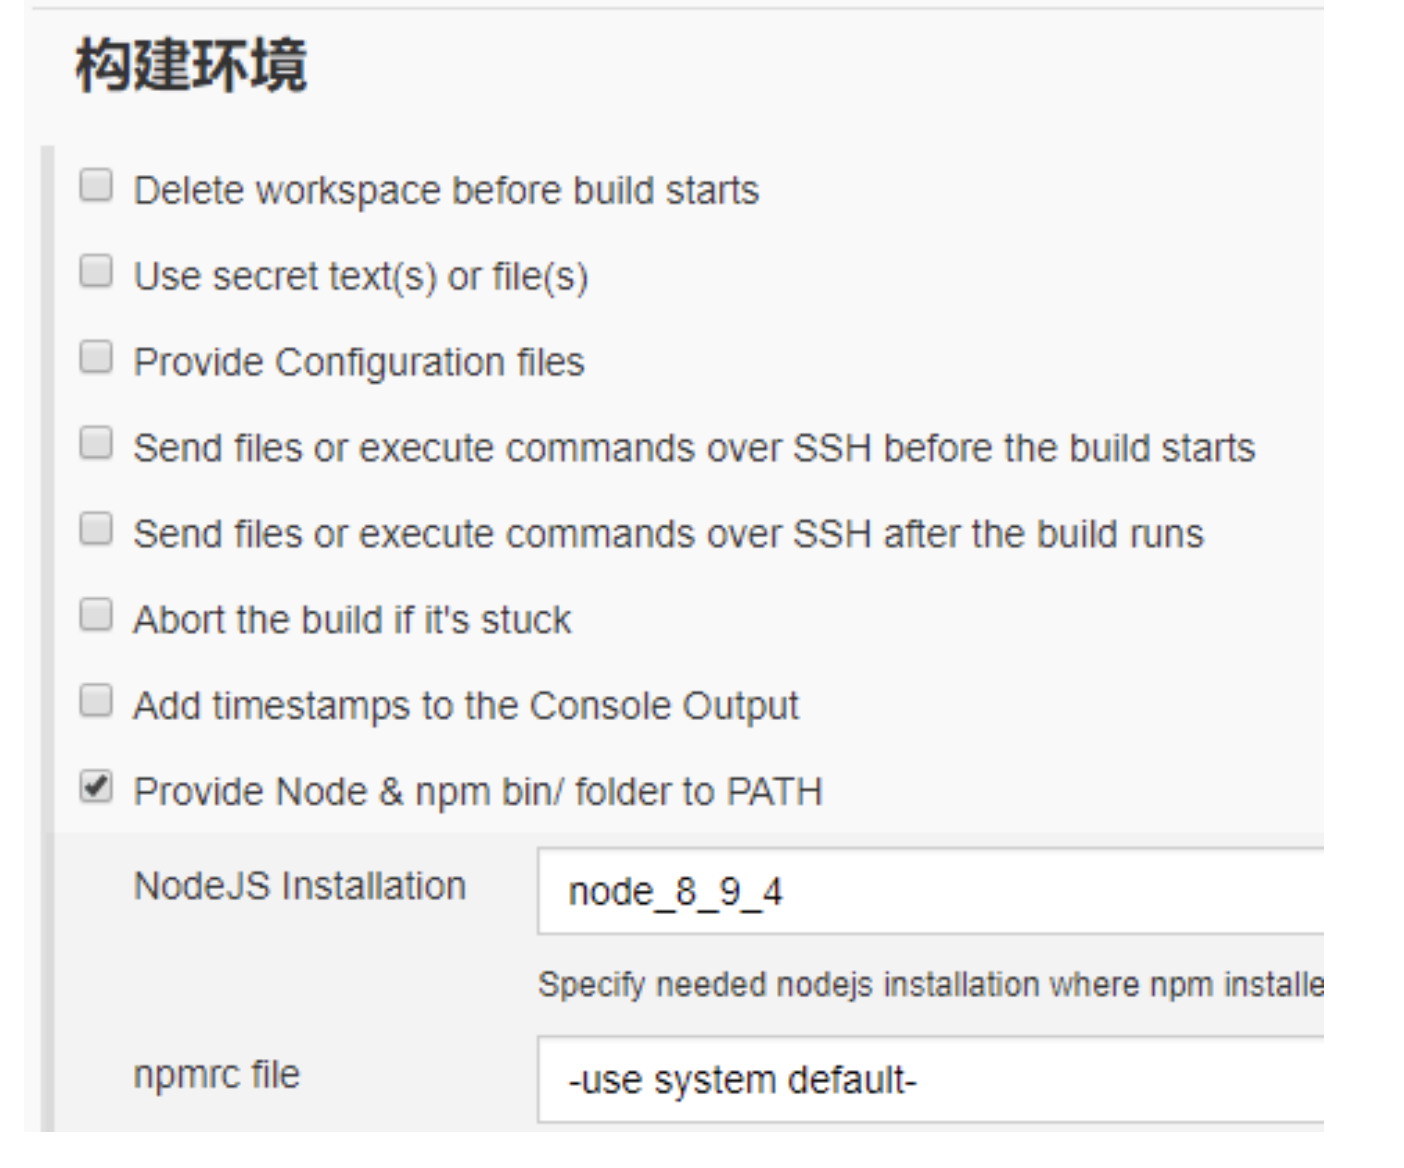 构建环境
Delete workspace before build starts
Use secret text(s) or file(s)
Provide Configuration files
Send files or execute commands over SSH before the build starts
Send files or execute commands over SSH after the build runs
Abort the build if it's stuck
Add timestamps to the Console Output
Provide Node & npm bin/ folder to PATH
NodeJS Installation
node_8_9_4
Specify needed nodejs installation where npm installe
npmrc file
-use system default-